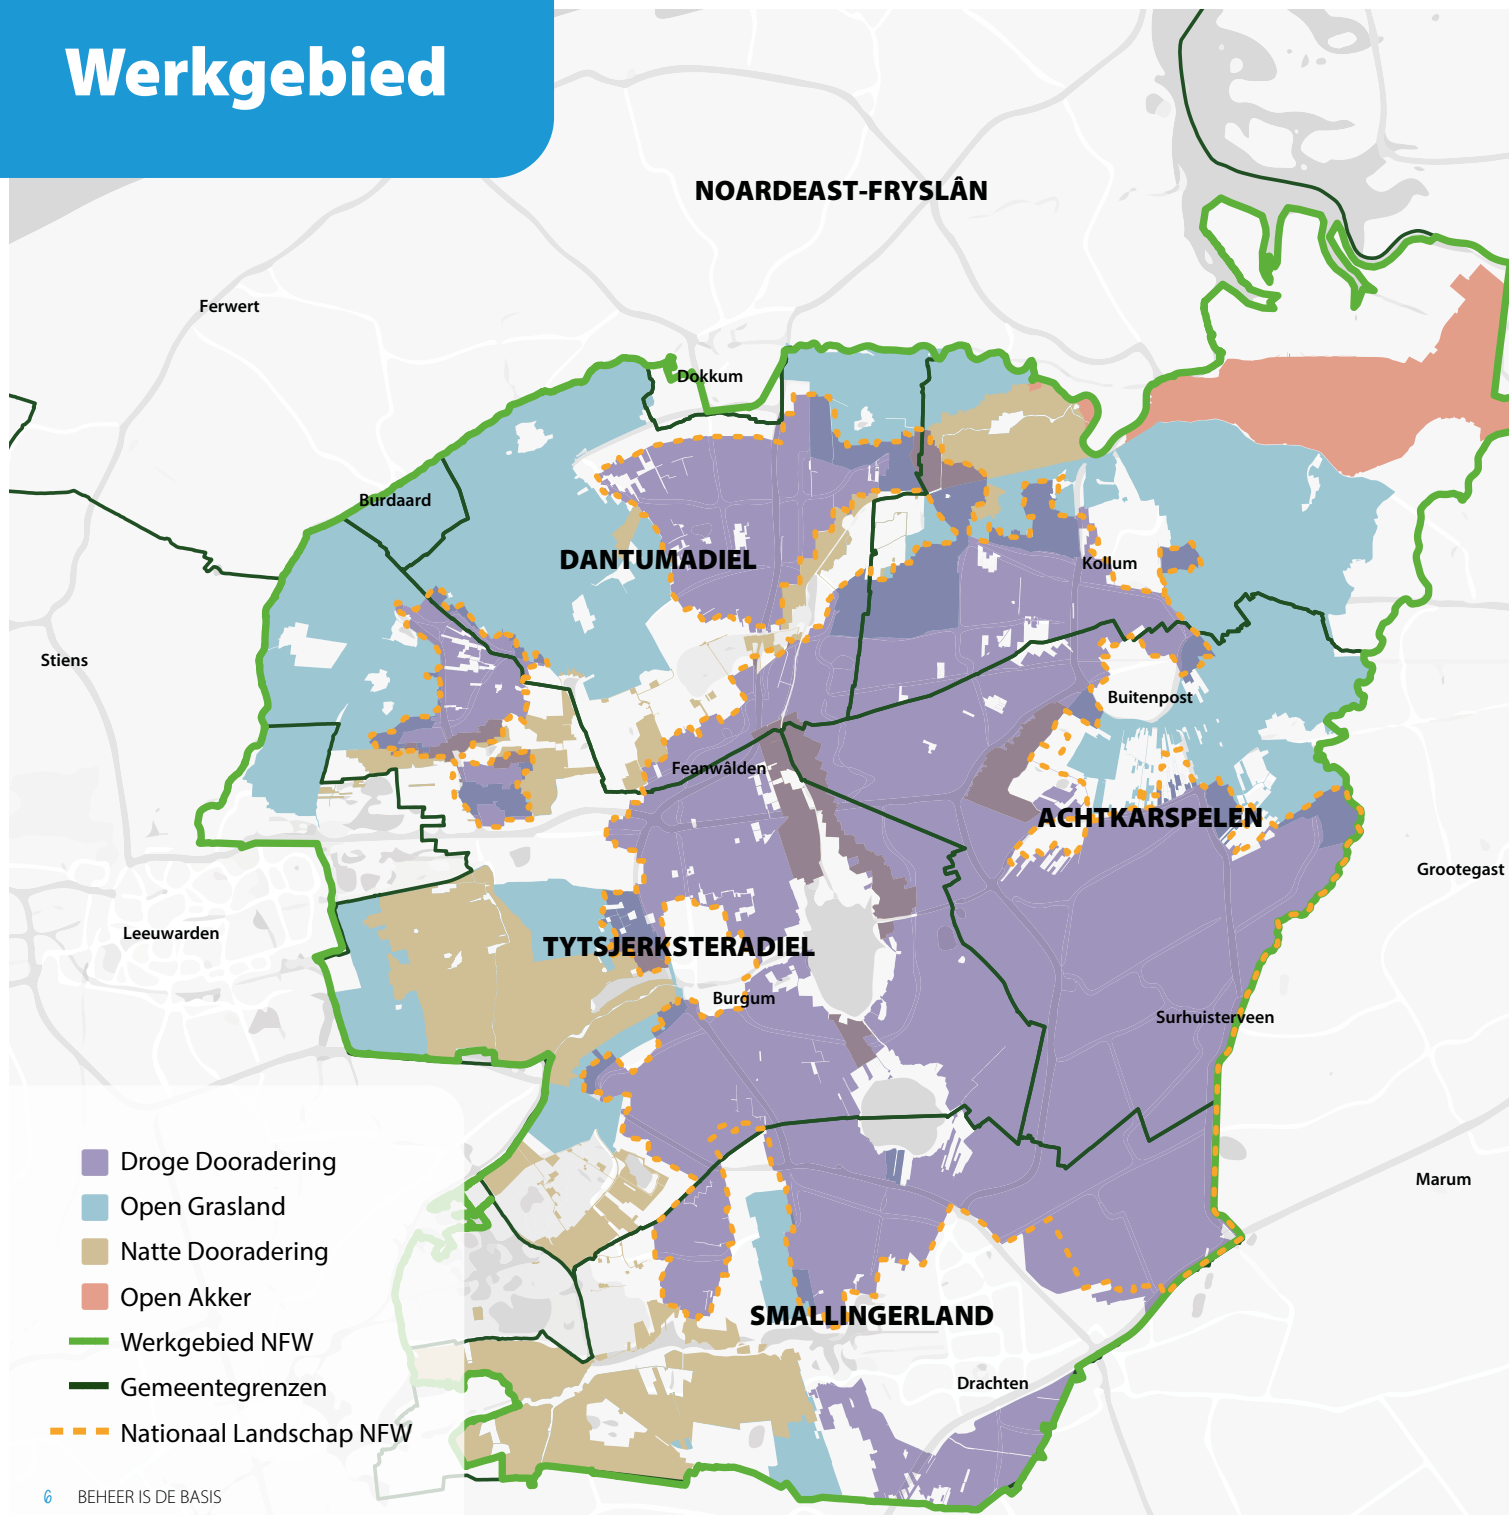 Werkgebied
NOARDEAST-FRYSLÂN
Ferwert
Dokkum
Burdaard
DANTUMADIEL
Kollum
Stiens
Buitenpost
Feanwâlden
ACHTKARSPELEN
Grootegast
Leeuwarden
TYTSJERKSTERADIEL
Burgum
Surhuisterveen
Marum
SMALLINGERLAND
Drachten
Droge Dooradering
Open Grasland
Natte Dooradering
Open Akker
Werkgebied NFW
Gemeentegrenzen
Nationaal Landschap NFW
6 BEHEER IS DE BASIS